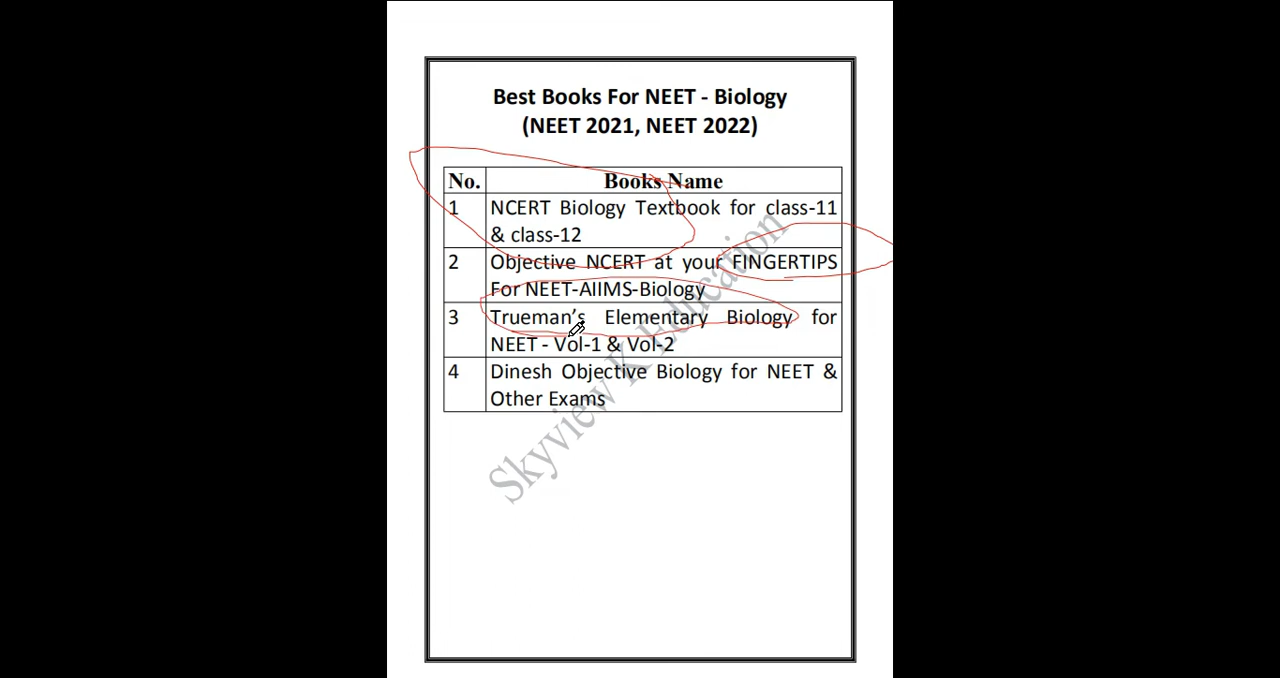 Best Books For NEET - Biology
(NEET 2021, NEET 2022)
No. Books Name
1 NCERT Biology Textbook for class-11
& class-12
2 Objective NCERT at your FINGERTIPS
For NEET-AIIMS-Biology
3 Trueman's Elementary Biology for
NEET - Vol-1 & Vol-2
4 Dinesh Objective Biology for NEET &
Other Exams
Skyview K Education